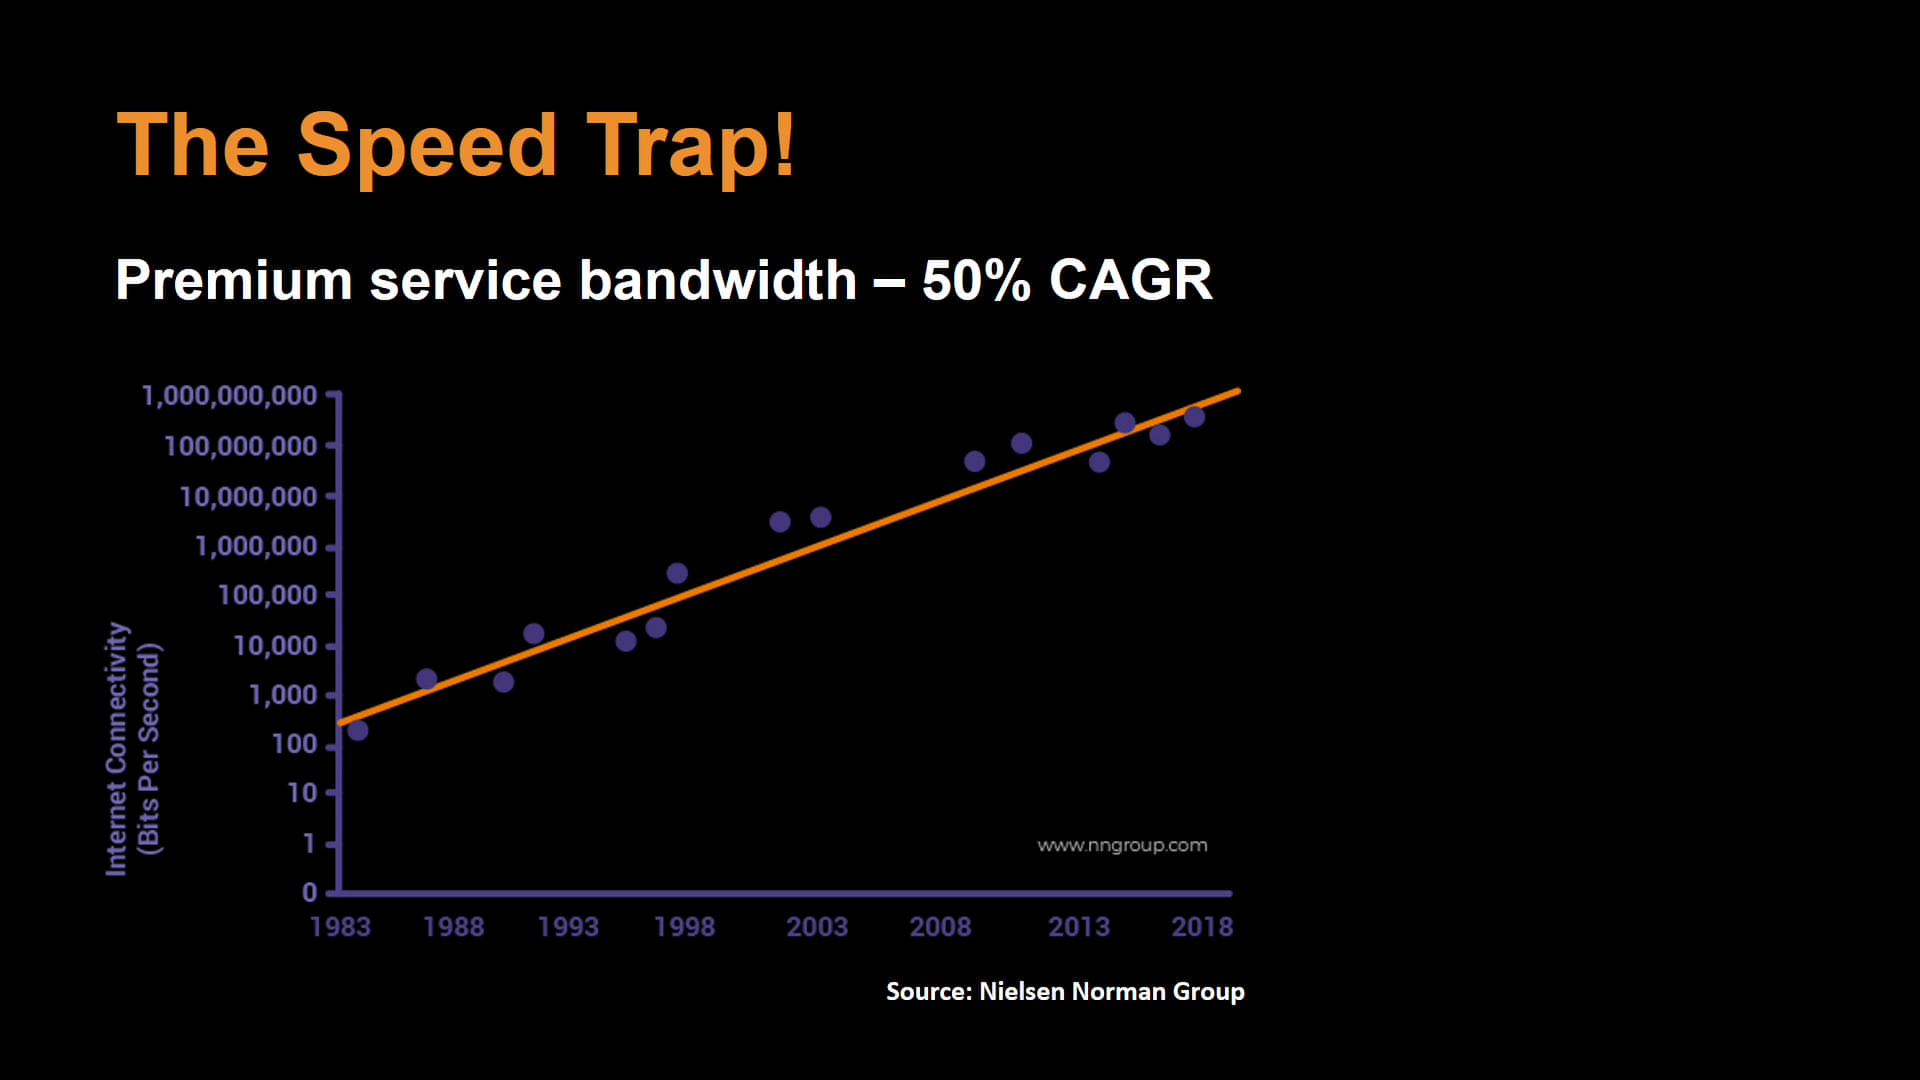 The Speed Trap!
Premium service bandwidth – 50% CAGR
1,000,000,000
100,000,000
10,000,000
1,000,000
100,000
10,000
1,000
100
10
1
0
Internet Connectivity
(Bits Per Second)
www.nngroup.com
1983 1988 1993 1998 2003 2008 2013 2018
Source: Nielsen Norman Group